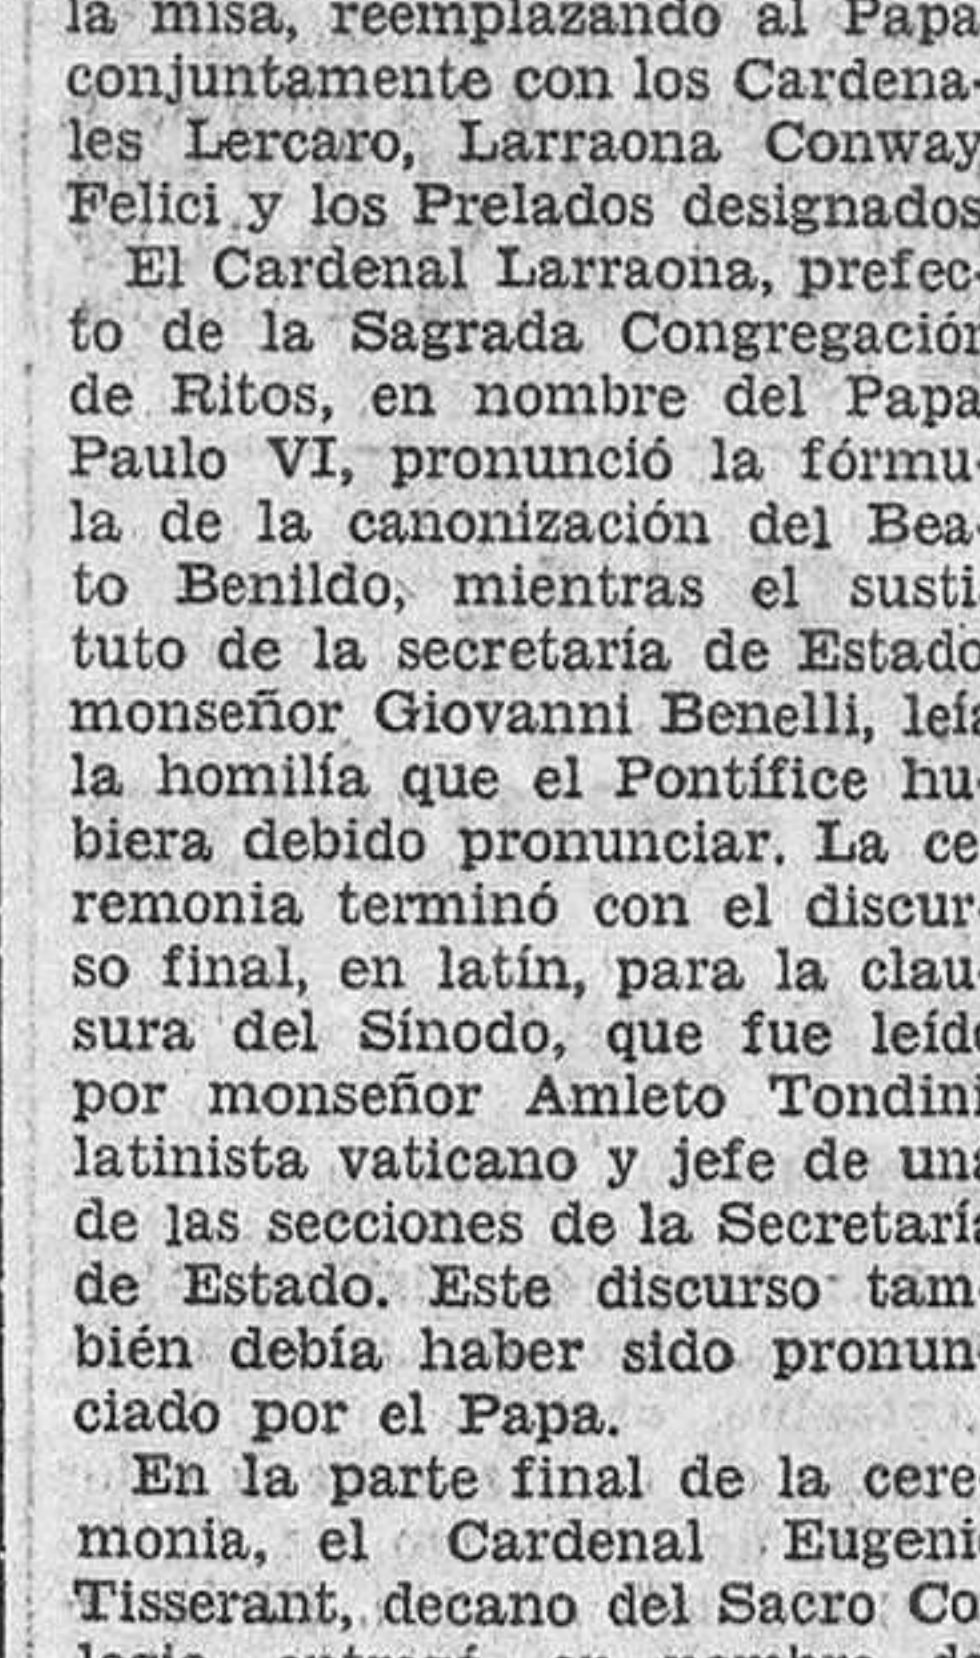 la misa, reemplazando al Papa
conjuntamente con los Cardena-
les Lercaro, Larraona Conway
Felici y los Prelados designados
El Cardenal Larraona, prefec-
to de la Sagrada Congregación
de Ritos, en nombre del Papa
Paulo VI, pronunció la fórmu-
la de la canonización del Bea-
to Benildo, mientras el susti
tuto de la secretaría de Estado
monseñor Giovanni Benelli, leía
la homilía que el Pontífice hu-
biera debido pronunciar. La ce
remonia terminó con el discur
so final, en latín, para la clau
sura del Sínodo, que fue leído
por monseñor Amleto Tondini
latinista vaticano y jefe de una
de las secciones de la Secretaría
de Estado. Este discurso tam
bién debía haber sido pronun-
ciado por el Papa.
En la parte final de la cere
monia, el Cardenal Eugenio
Tisserant, decano del Sacro Co